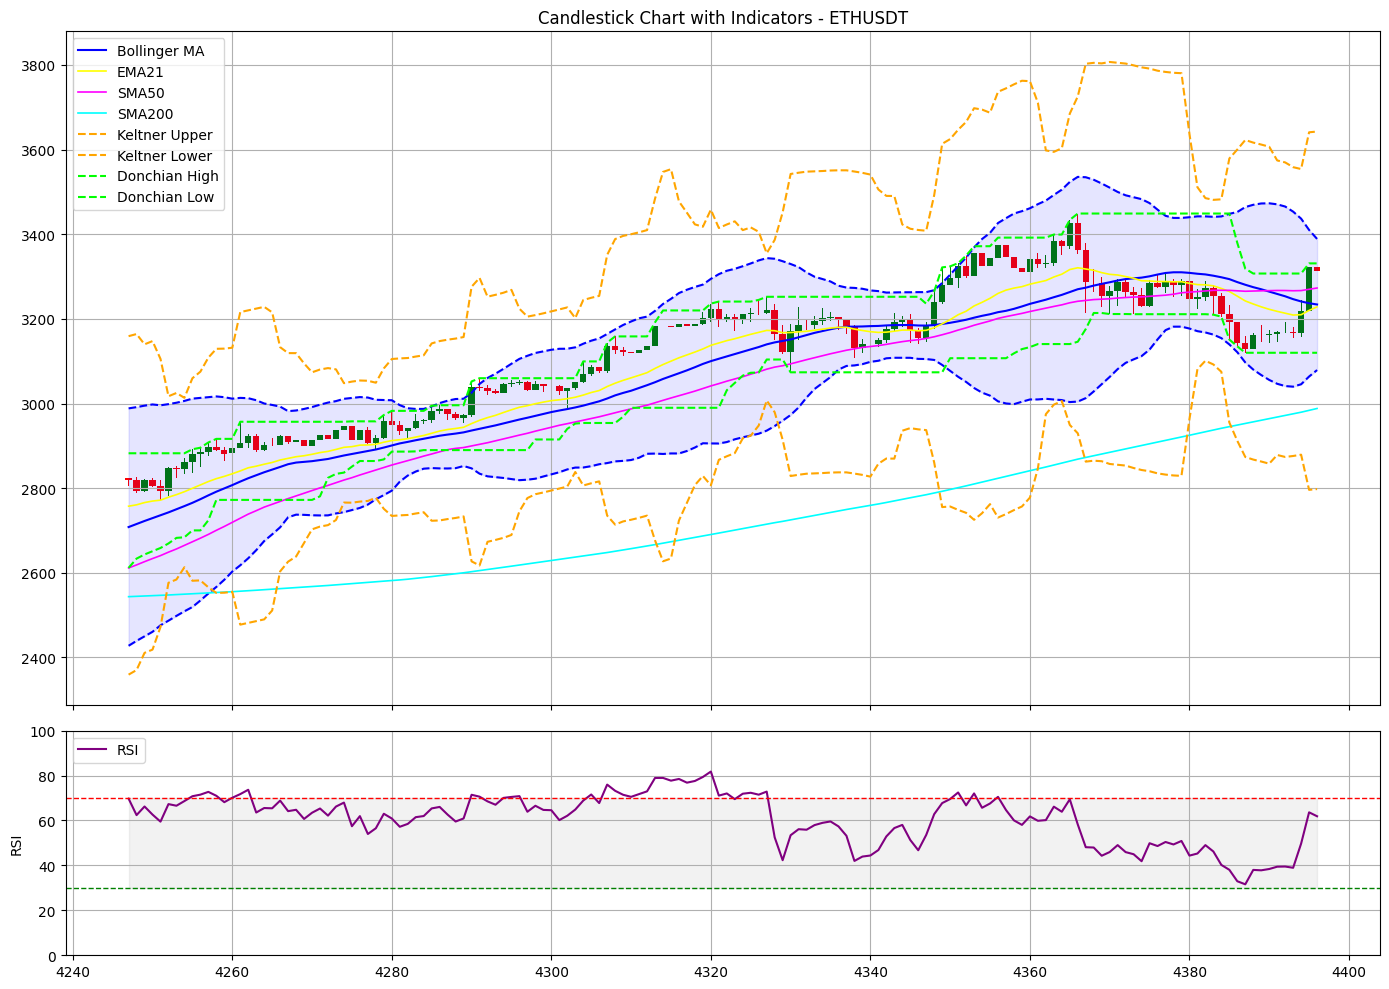 Candlestick Chart with Indicators - ETHUSDT
Bollinger MA
EMA21
SMA50
SMA200
Keltner Upper
Keltner Lower
Donchian High
Donchian Low
3800
3600
3400
3200
3000
2800
2600
2400
RSI
100
80
60
40
20
0
RSI
4240 4260 4280 4300 4320 4340 4360 4380 4400